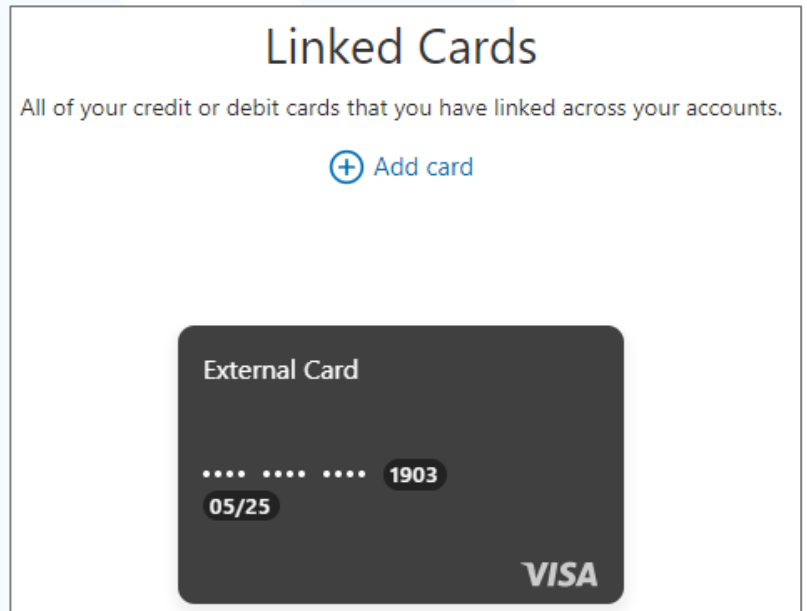 Linked Cards
All of your credit or debit cards that you have linked across your accounts.
Add card
External Card
•••• •••• •••• 1903
05/25
VISA